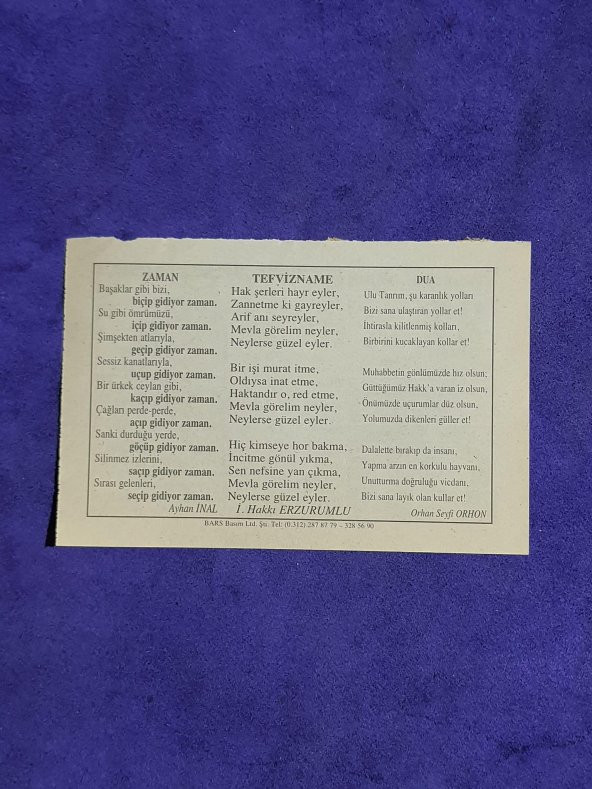 ZAMAN
Başaklar gibi bizi,
biçip gidiyor zaman.
Su gibi ömrümüzü,
içip gidiyor zaman.
Şimşekten atlarıyla,
geçip gidiyor zaman.
Sessiz kanatlarıyla,
uçup gidiyor zaman.
Bir ürkek ceylan gibi,
kaçıp gidiyor zaman.
Çağları perde-perde,
açıp gidiyor zaman.
Sanki durduğu yerde,
göçüp gidiyor zaman.
Silinmez izlerini,
saçıp gidiyor zaman.
Sırası gelenleri,
seçip gidiyor zaman.
Ayhan İNAL
TEFVİZNAME
Hak şerleri hayr eyler,
Zannetme ki gayreyler,
Arif anı seyreyler,
Mevla görelim neyler,
Neylerse güzel eyler.
Bir işi murat itme,
Oldıysa inat etme,
Haktandır o, red etme,
Mevla görelim neyler,
Neylerse güzel eyler.
Hiç kimseye hor bakma,
İncitme gönül yıkma,
Sen nefsine yan çıkma,
Mevla görelim neyler,
Neylerse güzel eyler.
İ. Hakkı ERZURUMLU
DUA
Ulu Tanrım, şu karanlık yolları
Bizi sana ulaştıran yollar et!
İhtirasla kilitlenmiş kolları,
Birbirini kucaklayan kollar et!
Muhabbetin gönlümüzde hız olsun;
Güttüğümüz Hakk'a varan iz olsun,
Önümüzde uçurumlar düz olsun,
Yolumuzda dikenleri güller et!
Dalalette bırakıp da insanı,
Yapma arzın en korkulu hayvanı,
Unutturma doğruluğu vicdanı,
Bizi sana layık olan kullar et!
Orhan Seyfi ORHON
BARS Basım Ltd. Şti. Tel: (0.312) 287 87 79 – 328 56 90